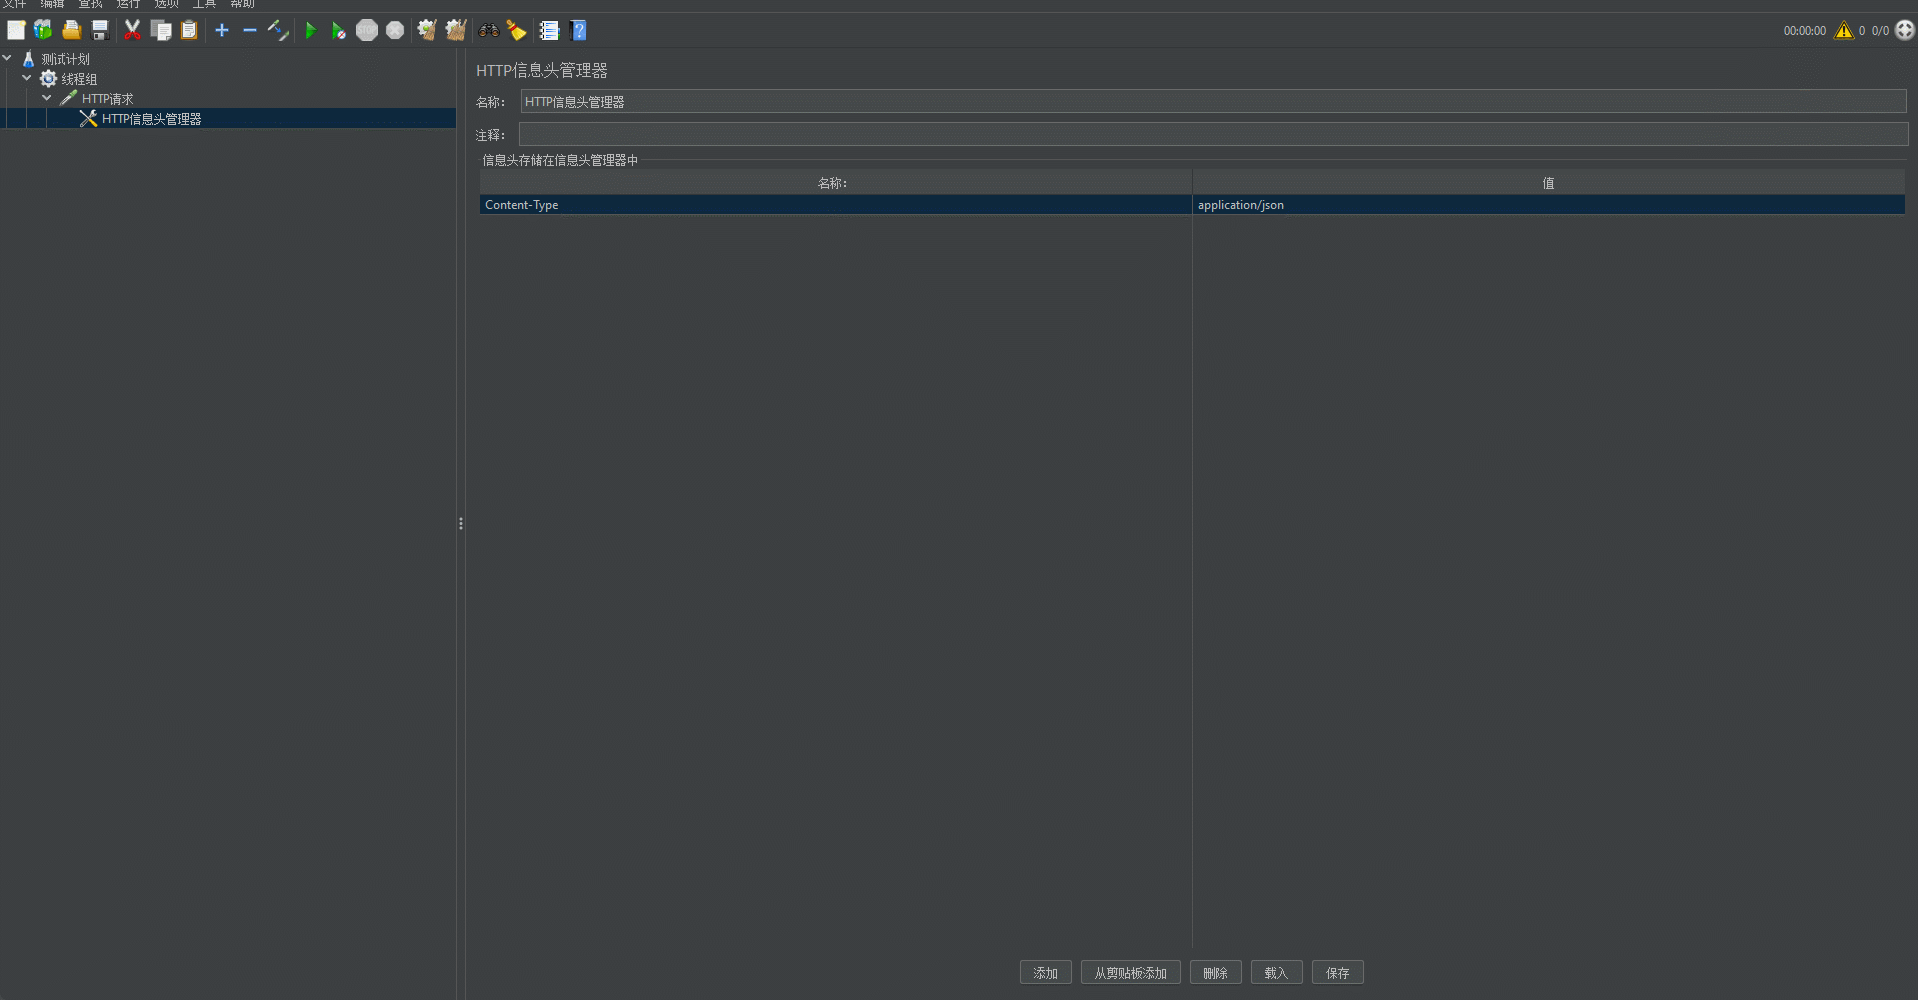 文件 编辑 查找 运行 选项 工具 帮助
STOP
00:00:00 0 0/0
测试计划
线程组
HTTP请求
HTTP信息头管理器
HTTP信息头管理器
名称： HTTP信息头管理器
注释：
信息头存储在信息头管理器中
名称： 值
Content-Type application/json
添加 从剪贴板添加 删除 载入 保存